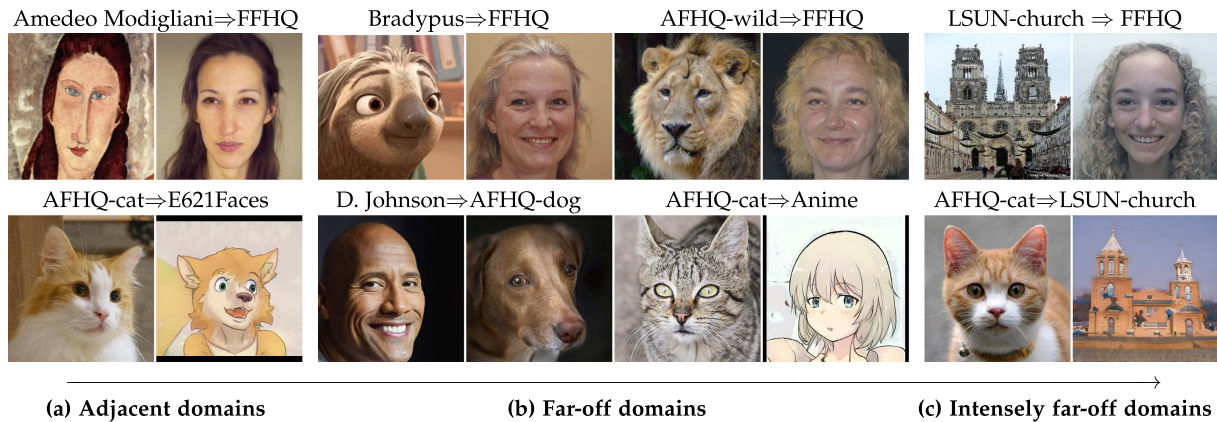 Amedeo Modigliani⇒FFHQ
Bradypus⇒FFHQ
AFHQ-wild⇒FFHQ
LSUN-church ⇒ FFHQ
AFHQ-cat⇒E621Faces
D. Johnson⇒AFHQ-dog
AFHQ-cat⇒Anime
AFHQ-cat⇒LSUN-church
(a) Adjacent domains
(b) Far-off domains
(c) Intensely far-off domains